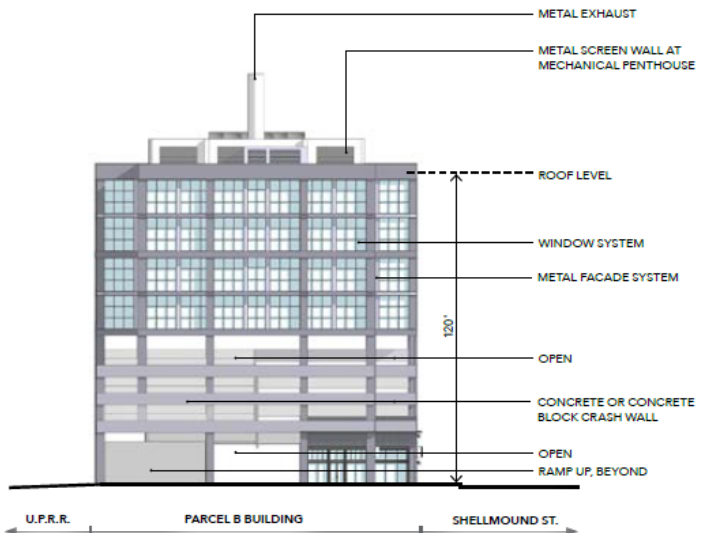 METAL EXHAUST
METAL SCREEN WALL AT
MECHANICAL PENTHOUSE
ROOF LEVEL
WINDOW SYSTEM
METAL FACADE SYSTEM
120'
OPEN
CONCRETE OR CONCRETE
BLOCK CRASH WALL
OPEN
RAMP UP, BEYOND
U.P.R.R.
PARCEL B BUILDING
SHELLMOUND ST.